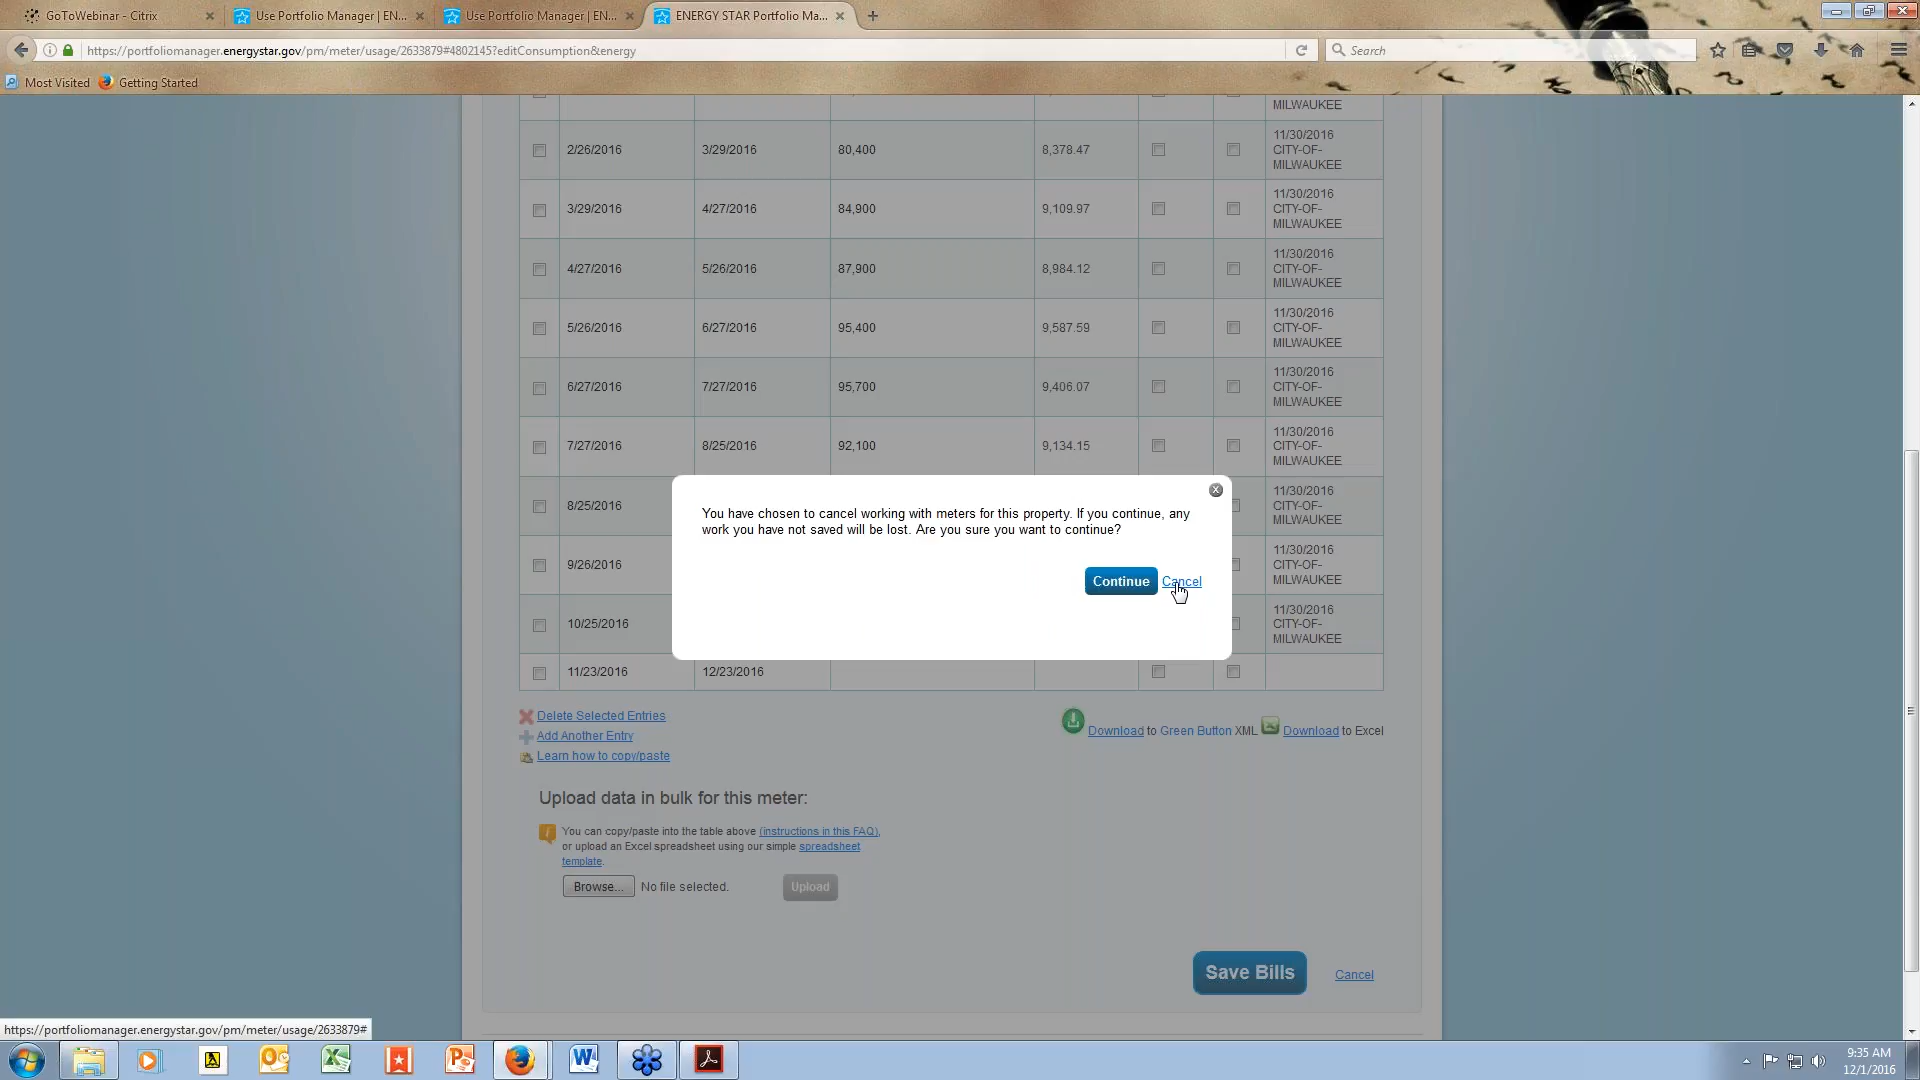 GoToWebinar - Citrix
Use Portfolio Manager | EN...
Use Portfolio Manager | EN...
ENERGY STAR Portfolio Ma...
https://portfoliomanager.energystar.gov/pm/meter/usage/2633879#4802145?editConsumption&energy
Search
Most Visited
Getting Started
MILWAUKEE
2/26/2016 3/29/2016 80,400 8,378.47
11/30/2016
CITY-OF-
MILWAUKEE
3/29/2016 4/27/2016 84,900 9,109.97
11/30/2016
CITY-OF-
MILWAUKEE
4/27/2016 5/26/2016 87,900 8,984.12
11/30/2016
CITY-OF-
MILWAUKEE
5/26/2016 6/27/2016 95,400 9,587.59
11/30/2016
CITY-OF-
MILWAUKEE
6/27/2016 7/27/2016 95,700 9,406.07
11/30/2016
CITY-OF-
MILWAUKEE
7/27/2016 8/25/2016 92,100 9,134.15
11/30/2016
CITY-OF-
MILWAUKEE
8/25/2016
11/30/2016
CITY-OF-
MILWAUKEE
9/26/2016
11/30/2016
CITY-OF-
MILWAUKEE
10/25/2016
11/30/2016
CITY-OF-
MILWAUKEE
11/23/2016 12/23/2016
You have chosen to cancel working with meters for this property. If you continue, any
work you have not saved will be lost. Are you sure you want to continue?
Continue Cancel
Delete Selected Entries
Add Another Entry
Learn how to copy/paste
Download to Green Button XML
Download to Excel
Upload data in bulk for this meter:
You can copy/paste into the table above (instructions in this FAQ),
or upload an Excel spreadsheet using our simple spreadsheet
template.
Browse... No file selected. Upload
Save Bills Cancel
https://portfoliomanager.energystar.gov/pm/meter/usage/2633879#
9:35 AM
12/1/2016